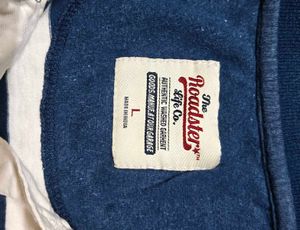 The
Roadster
Life Co.
AUTHENTIC WASHED GARMENT
GOODS, MADE AT OUR GARAGE
L
MADE IN INDIA